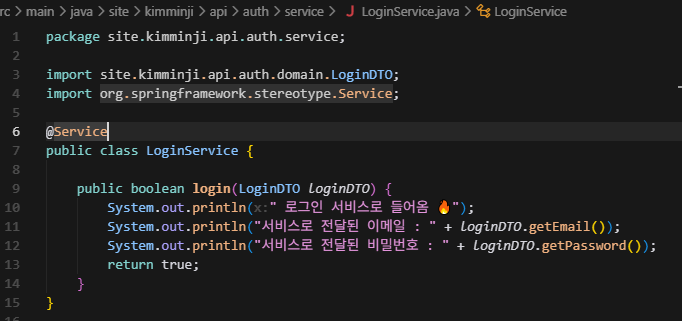 rc > main > java > site > kimminji > api > auth > service > J LoginService.java > LoginService
1 package site.kimminji.api.auth.service;
2
3 import site.kimminji.api.auth.domain.LoginDTO;
4 import org.springframework.stereotype.Service;
5
6 @Service
7 public class LoginService {
8
9 public boolean login(LoginDTO loginDTO) {
10 System.out.println(x:" 로그인 서비스로 들어옴 🔥");
11 System.out.println("서비스로 전달된 이메일 : " + loginDTO.getEmail());
12 System.out.println("서비스로 전달된 비밀번호 : " + loginDTO.getPassword());
13 return true;
14 }
15 }